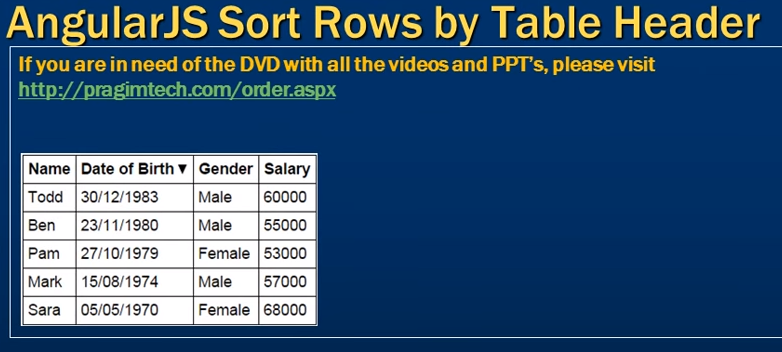 AngularJS Sort Rows by Table Header
If you are in need of the DVD with all the videos and PPT's, please visit
http://pragimtech.com/order.aspx
Name Date of Birth▼ Gender Salary
Todd 30/12/1983 Male 60000
Ben 23/11/1980 Male 55000
Pam 27/10/1979 Female 53000
Mark 15/08/1974 Male 57000
Sara 05/05/1970 Female 68000